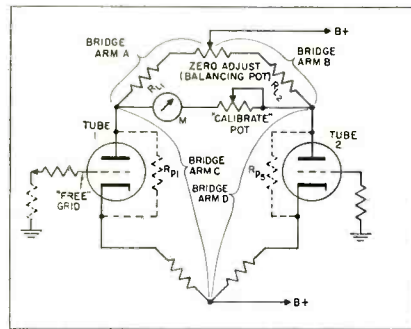 B+
BRIDGE
ARM A
BRIDGE
ARM B
ZERO ADJUST
(BALANCING POT)
RL1
RL2
M
"CALIBRATE"
POT
TUBE
1
TUBE
2
BRIDGE
ARM C
RP1
BRIDGE
ARM D
RP5
"FREE"
GRID
B+